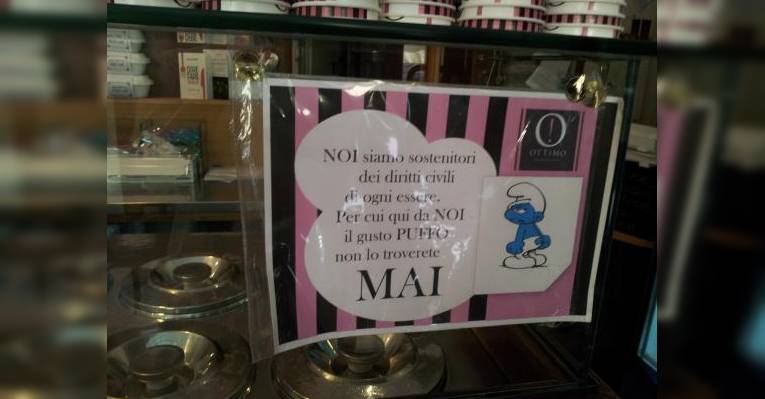 NOI siamo sostenitori
dei diritti civili
di ogni essere.
Per cui qui da NOI
il gusto PUFFO
non lo troverete
MAI
O!
OTTIMO